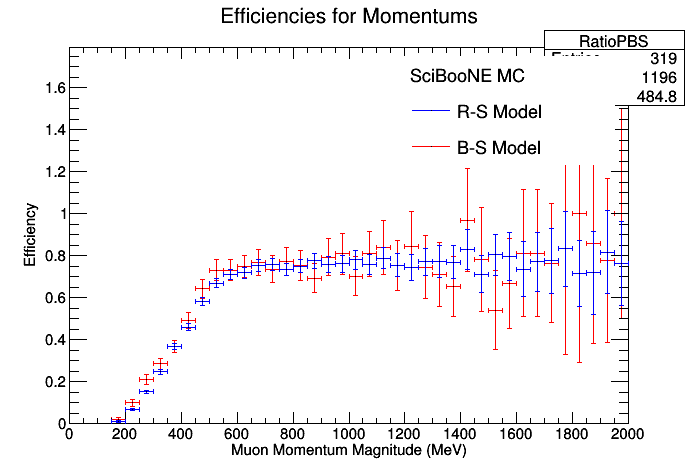 Efficiencies for Momentums
RatioPBS
Entries 319
1196
484.8
SciBooNE MC
R-S Model
B-S Model
Efficiency
1.6
1.4
1.2
1
0.8
0.6
0.4
0.2
0
0 200 400 600 800 1000 1200 1400 1600 1800 2000
Muon Momentum Magnitude (MeV)